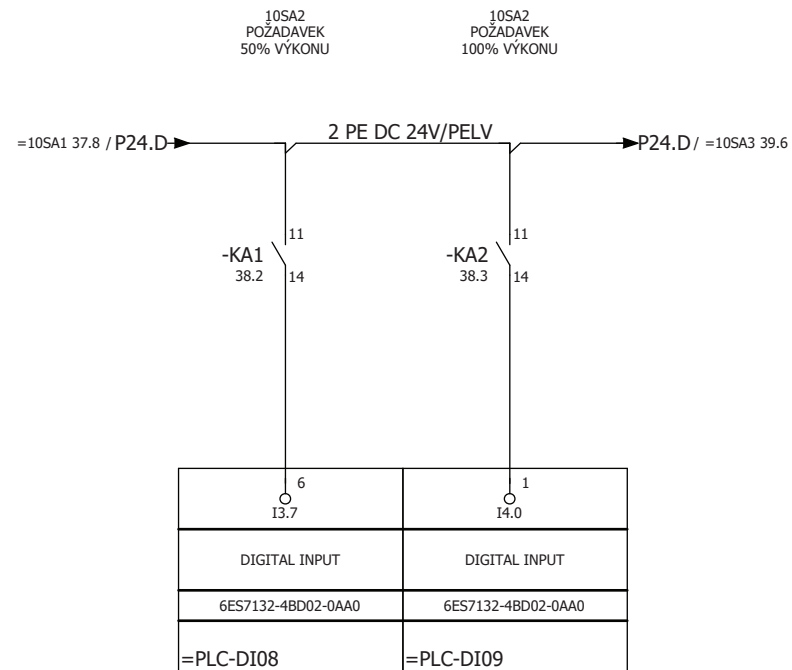 10SA2
POŽADAVEK
50% VÝKONU
10SA2
POŽADAVEK
100% VÝKONU
=10SA1 37.8 / P24.D
2 PE DC 24V/PELV
P24.D / =10SA3 39.6
11
-KA1
38.2
14
11
-KA2
38.3
14
6
I3.7
1
I4.0
DIGITAL INPUT
DIGITAL INPUT
6ES7132-4BD02-0AA0
6ES7132-4BD02-0AA0
=PLC-DI08
=PLC-DI09